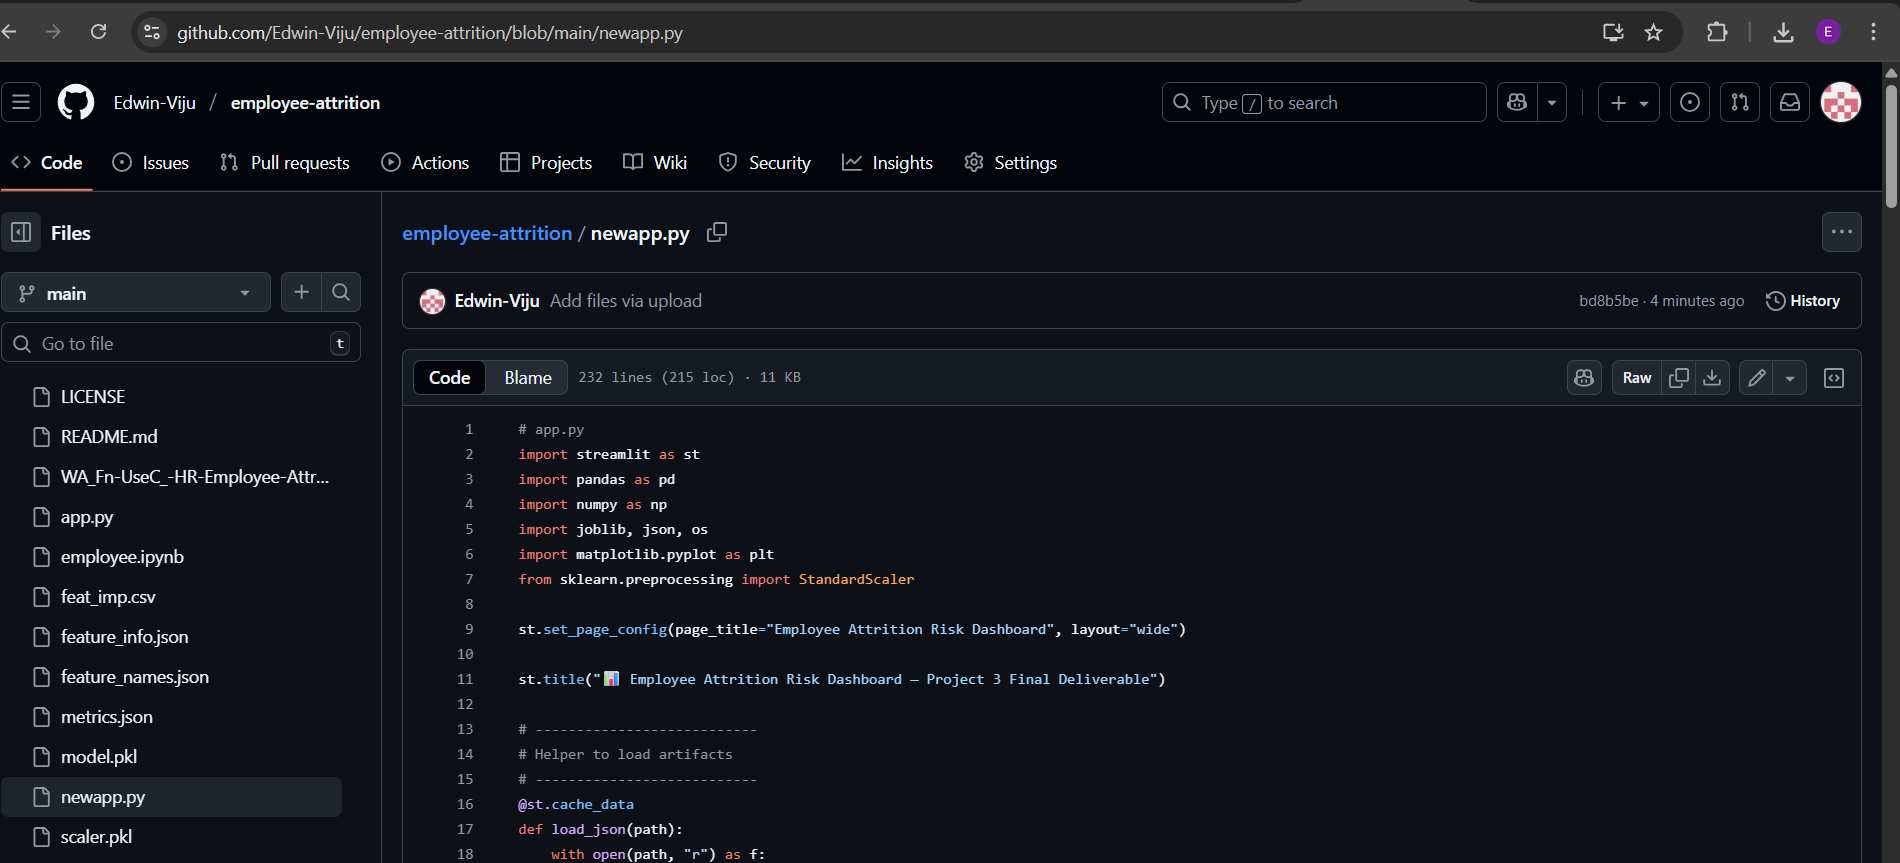 github.com/Edwin-Viju/employee-attrition/blob/main/newapp.py
E
Edwin-Viju / employee-attrition
Type / to search
Code Issues Pull requests Actions Projects Wiki Security Insights Settings
Files
main
Go to file t
LICENSE
README.md
WA_Fn-UseC_-HR-Employee-Attr...
app.py
employee.ipynb
feat_imp.csv
feature_info.json
feature_names.json
metrics.json
model.pkl
newapp.py
scaler.pkl
employee-attrition / newapp.py
Edwin-Viju Add files via upload bd8b5be · 4 minutes ago History
Code Blame 232 lines (215 loc) · 11 KB Raw
1 # app.py
2 import streamlit as st
3 import pandas as pd
4 import numpy as np
5 import joblib, json, os
6 import matplotlib.pyplot as plt
7 from sklearn.preprocessing import StandardScaler
8
9 st.set_page_config(page_title="Employee Attrition Risk Dashboard", layout="wide")
10
11 st.title("📊 Employee Attrition Risk Dashboard — Project 3 Final Deliverable")
12
13 # ---------------------------
14 # Helper to load artifacts
15 # ---------------------------
16 @st.cache_data
17 def load_json(path):
18 with open(path, "r") as f: